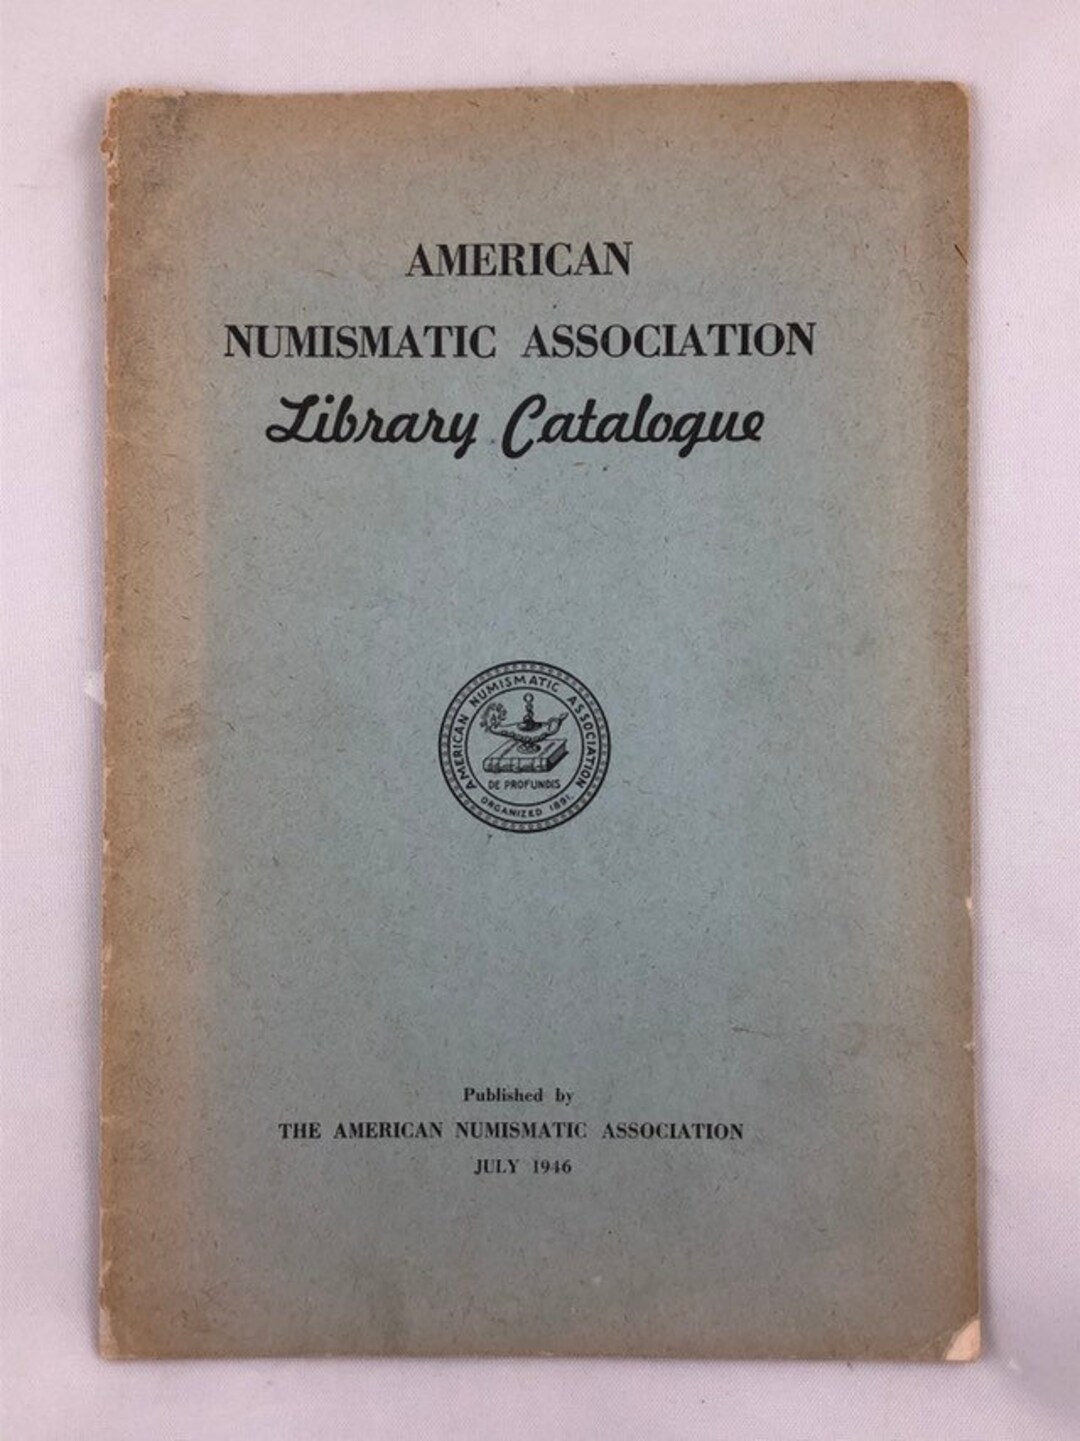 AMERICAN
NUMISMATIC ASSOCIATION
Library Catalogue
AMERICAN NUMISMATIC ASSOCIATION
DE PROFUNDIS
ORGANIZED 1891.
Published by
THE AMERICAN NUMISMATIC ASSOCIATION
JULY 1946